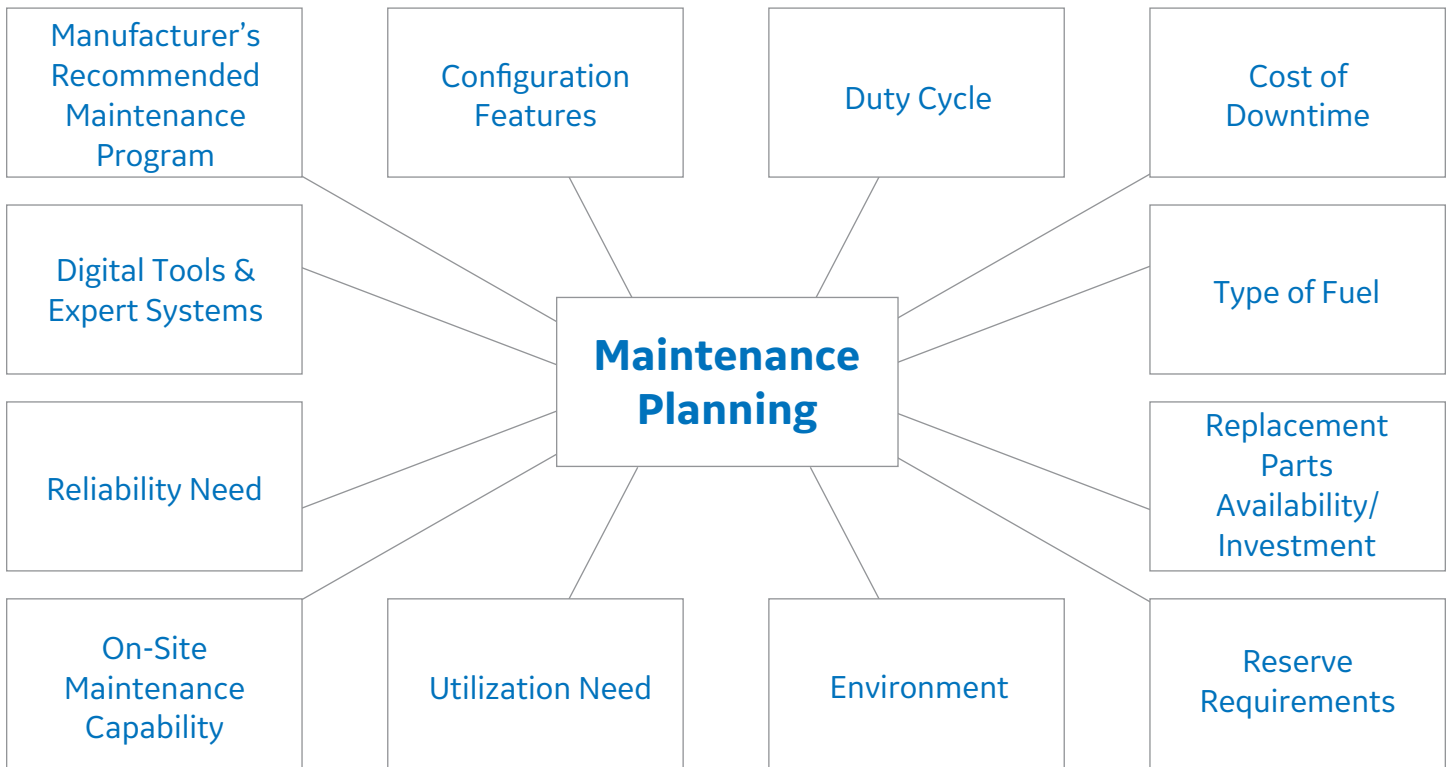 Manufacturer’s
Recommended
Maintenance
Program
Configuration
Features
Duty Cycle
Cost of
Downtime
Digital Tools &
Expert Systems
Type of Fuel
Maintenance
Planning
Reliability Need
Replacement
Parts
Availability/
Investment
On-Site
Maintenance
Capability
Utilization Need
Environment
Reserve
Requirements